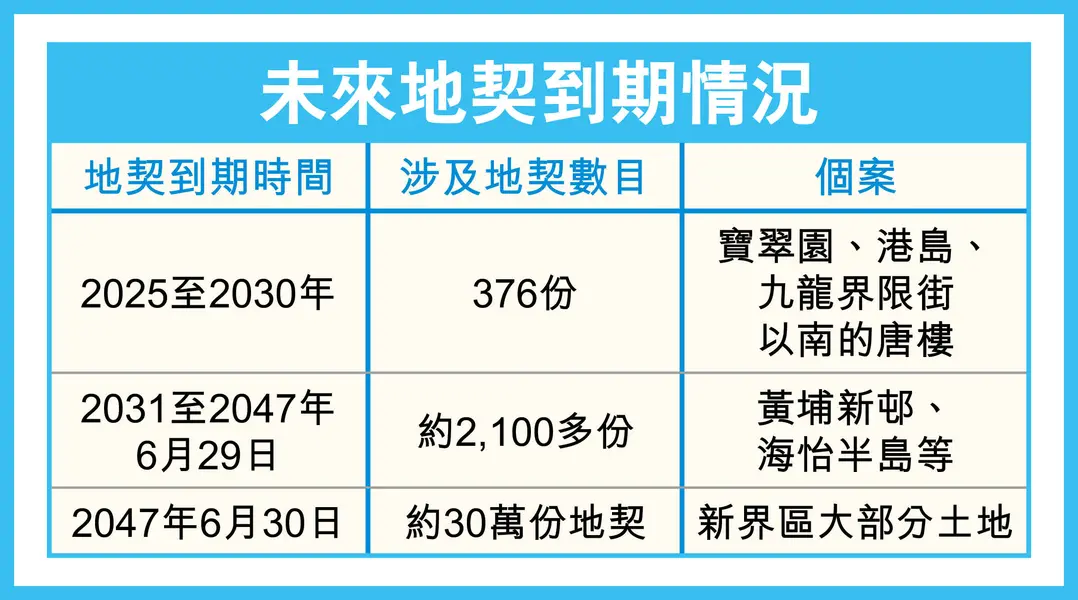 未來地契到期情況
地契到期時間
涉及地契數目
個案
2025至2030年
376份
寶翠園、港島、
九龍界限街
以南的唐樓
2031至2047年
6月29日
約2,100多份
黃埔新邨、
海怡半島等
2047年6月30日
約30萬份地契
新界區大部分土地